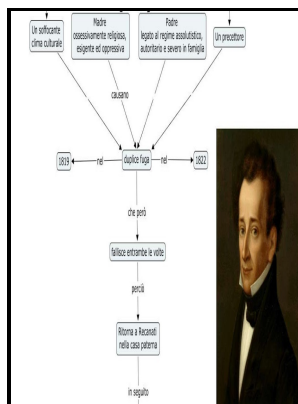 Un soffocante
clima culturale
Madre
ossessivamente religiosa,
esigente ed oppressiva
Padre
legato al regime assolutistico,
autoritario e severo in famiglia
Un precettore
causano
1819
nel
duplice fuga
nel
1822
che però
fallisce entrambe le volte
perciò
Ritorna a Recanati
nella casa paterna
in seguito